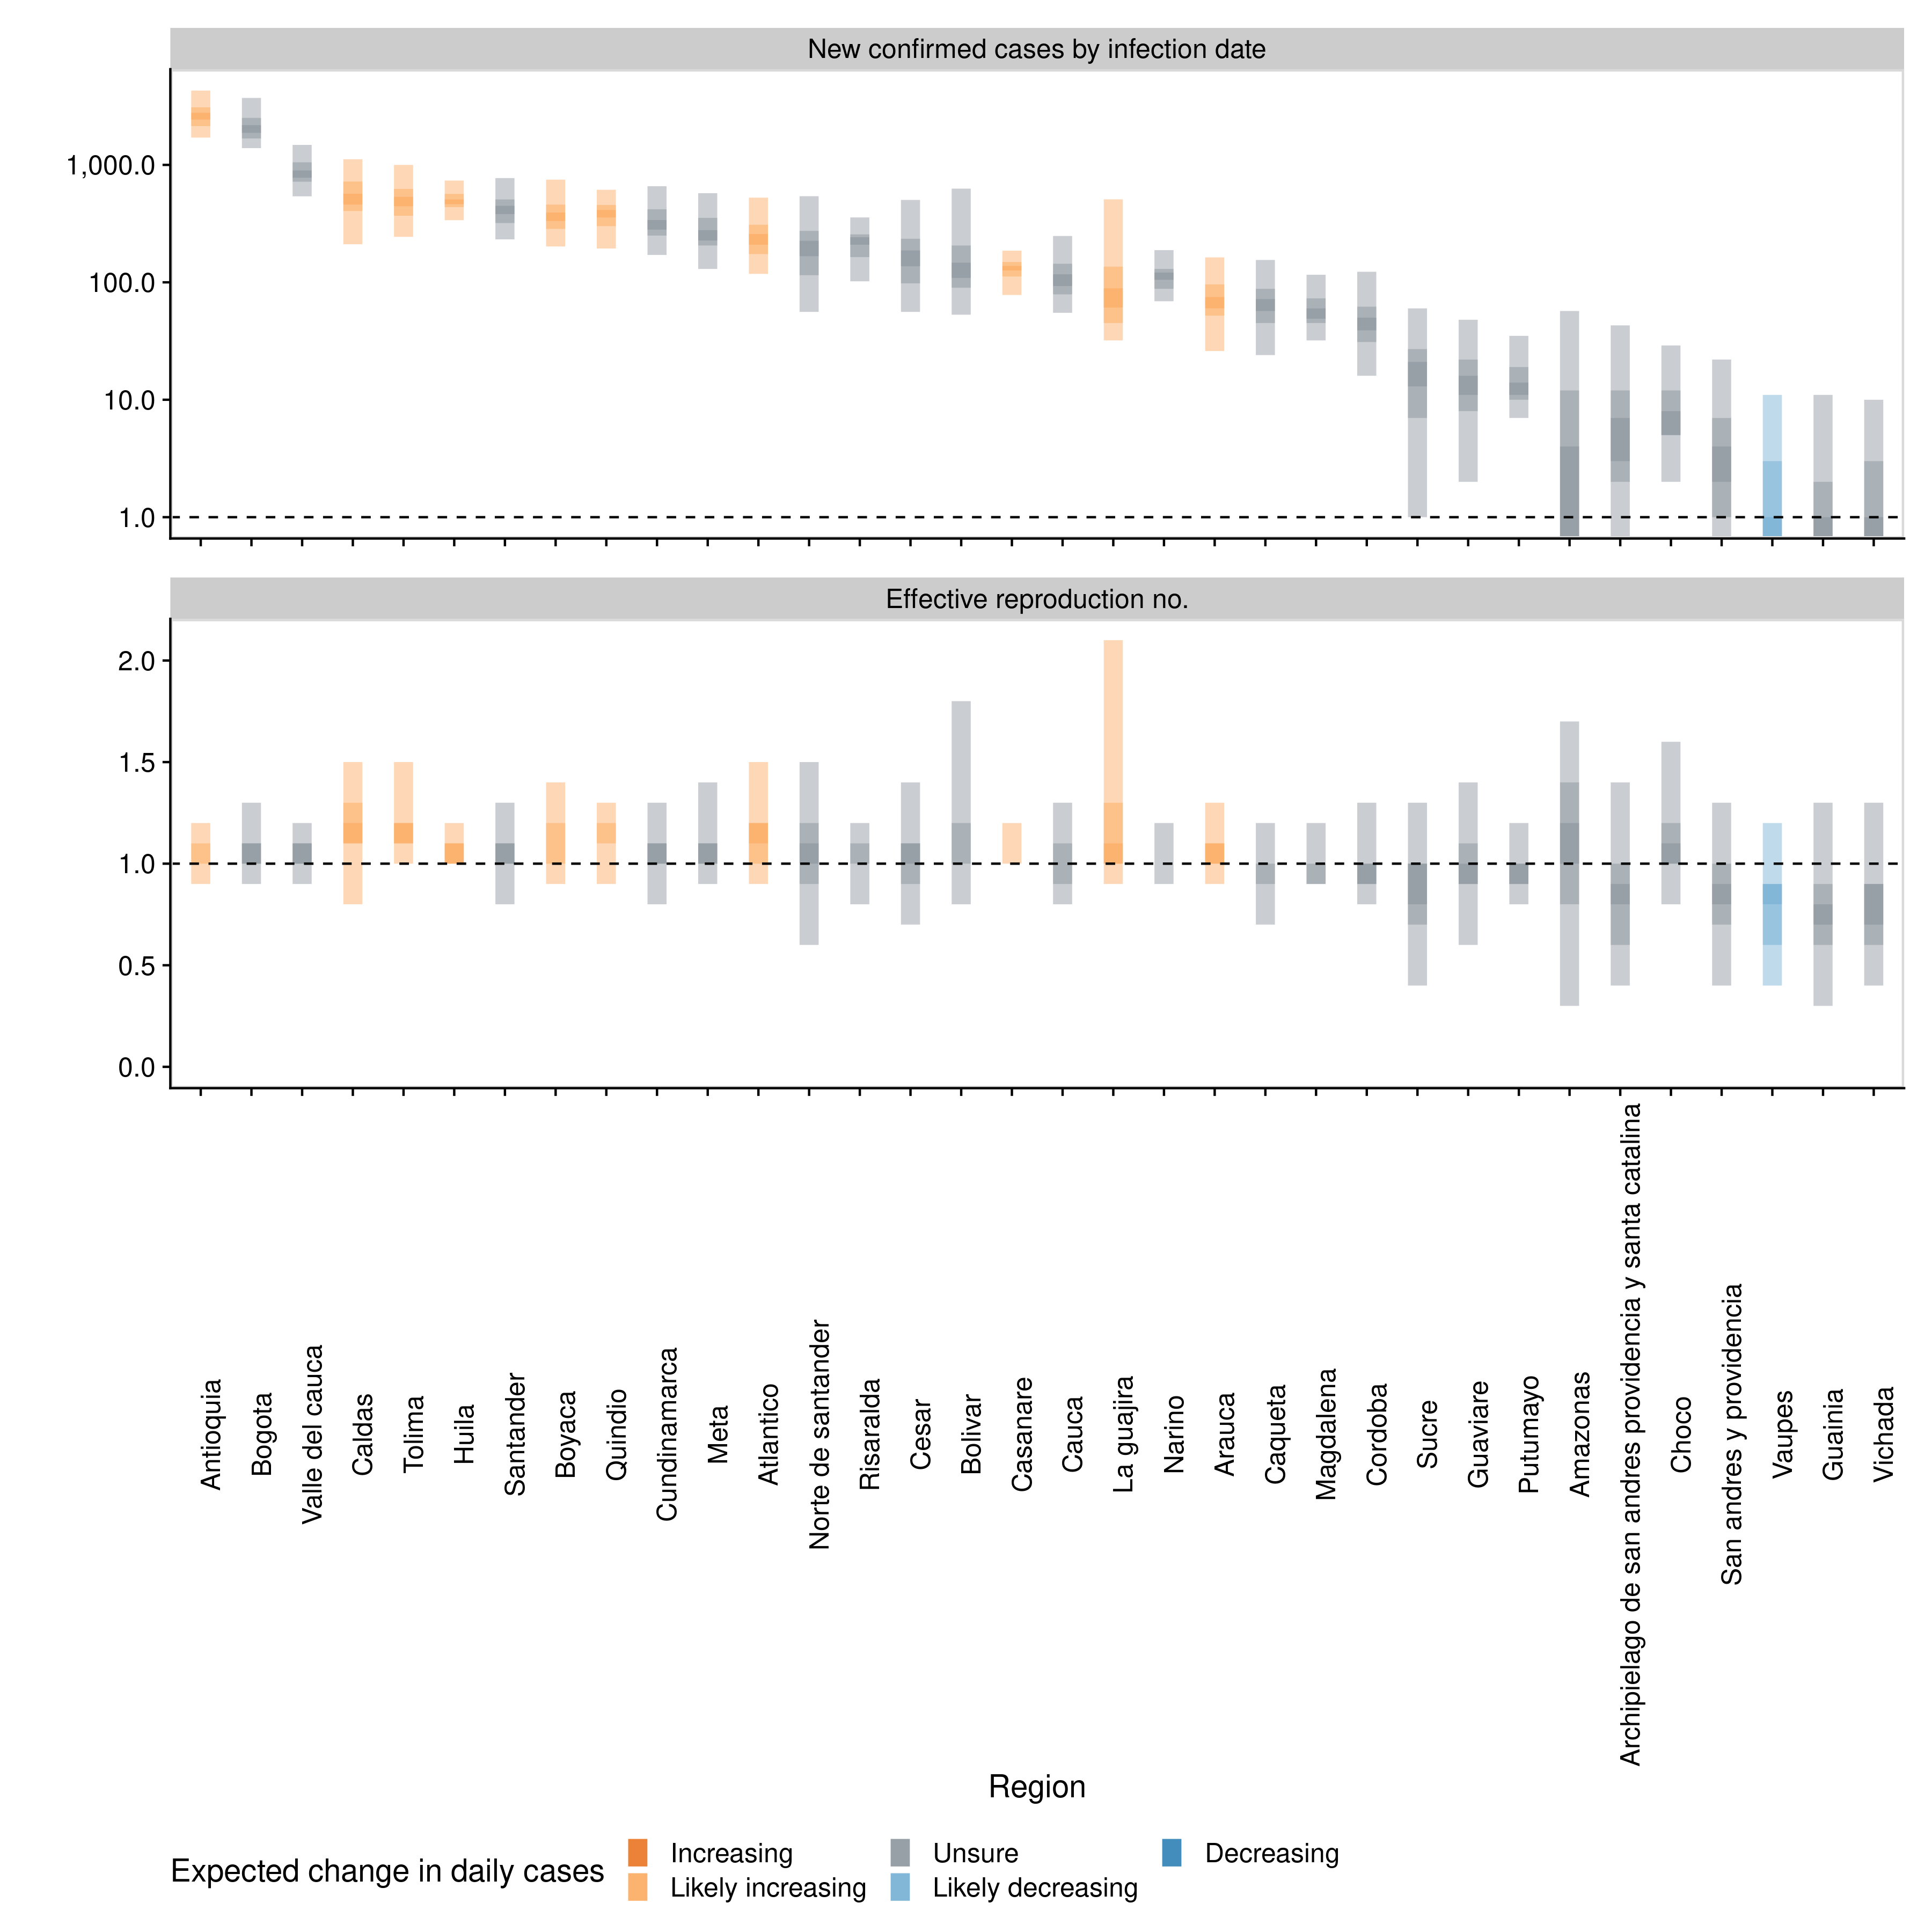 New confirmed cases by infection date
1,000.0
100.0
10.0
1.0
Effective reproduction no.
2.0
1.5
1.0
0.5
0.0
Antioquia
Bogota
Valle del cauca
Caldas
Tolima
Huila
Santander
Boyaca
Quindio
Cundinamarca
Meta
Atlantico
Norte de santander
Risaralda
Cesar
Bolivar
Casanare
Cauca
La guajira
Narino
Arauca
Caqueta
Magdalena
Cordoba
Sucre
Guaviare
Putumayo
Amazonas
Archipielago de san andres providencia y santa catalina
Choco
San andres y providencia
Vaupes
Guainia
Vichada
Region
Expected change in daily cases
Increasing
Unsure
Decreasing
Likely increasing
Likely decreasing